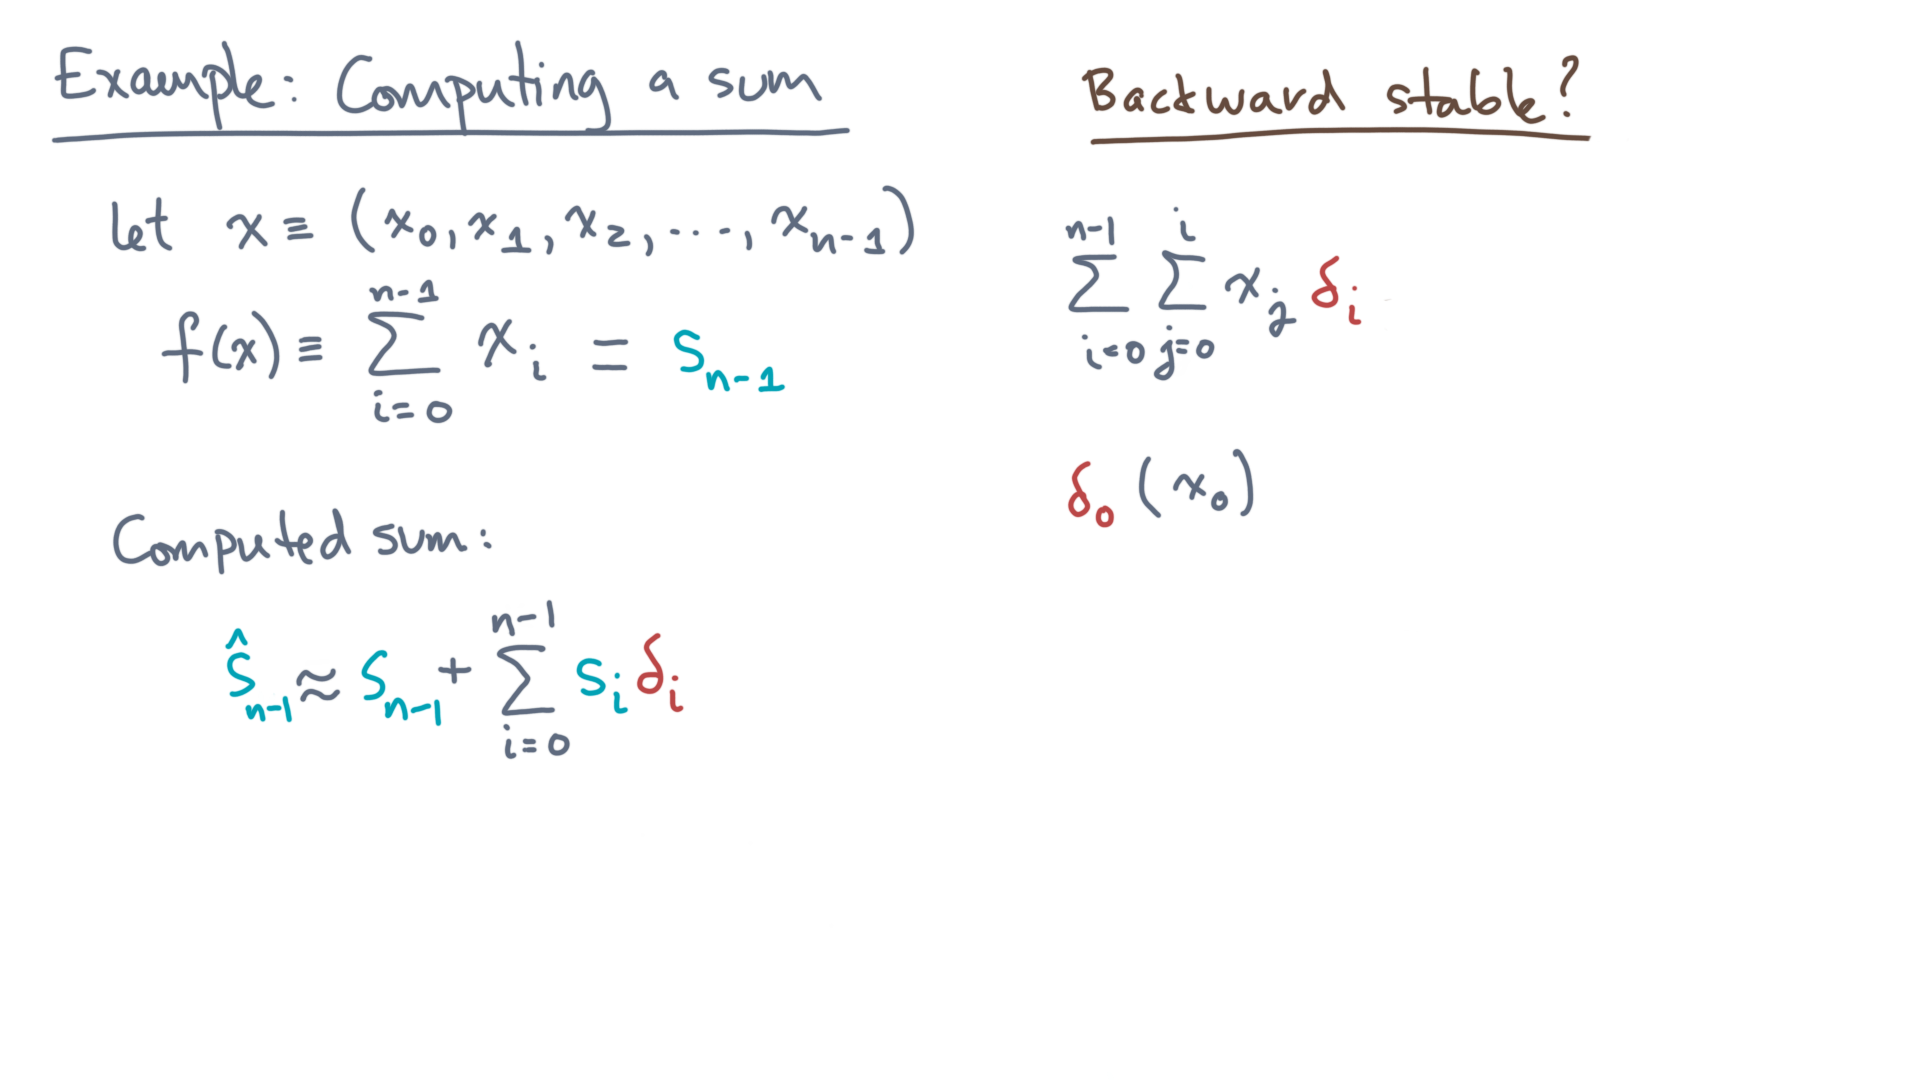 Example: Computing a sum
let x ≡ (x₀, x₁, x₂, ..., xₙ₋₁)
f(x) ≡ ∑_{i=0}^{n-1} xᵢ = sₙ₋₁
Computed sum:
ŝₙ₋₁ ≈ sₙ₋₁ + ∑_{i=0}^{n-1} sᵢ δᵢ
Backward stable?
∑_{i=0}^{n-1} ∑_{j=0}^{i} xⱼ δᵢ
δ₀ (x₀)